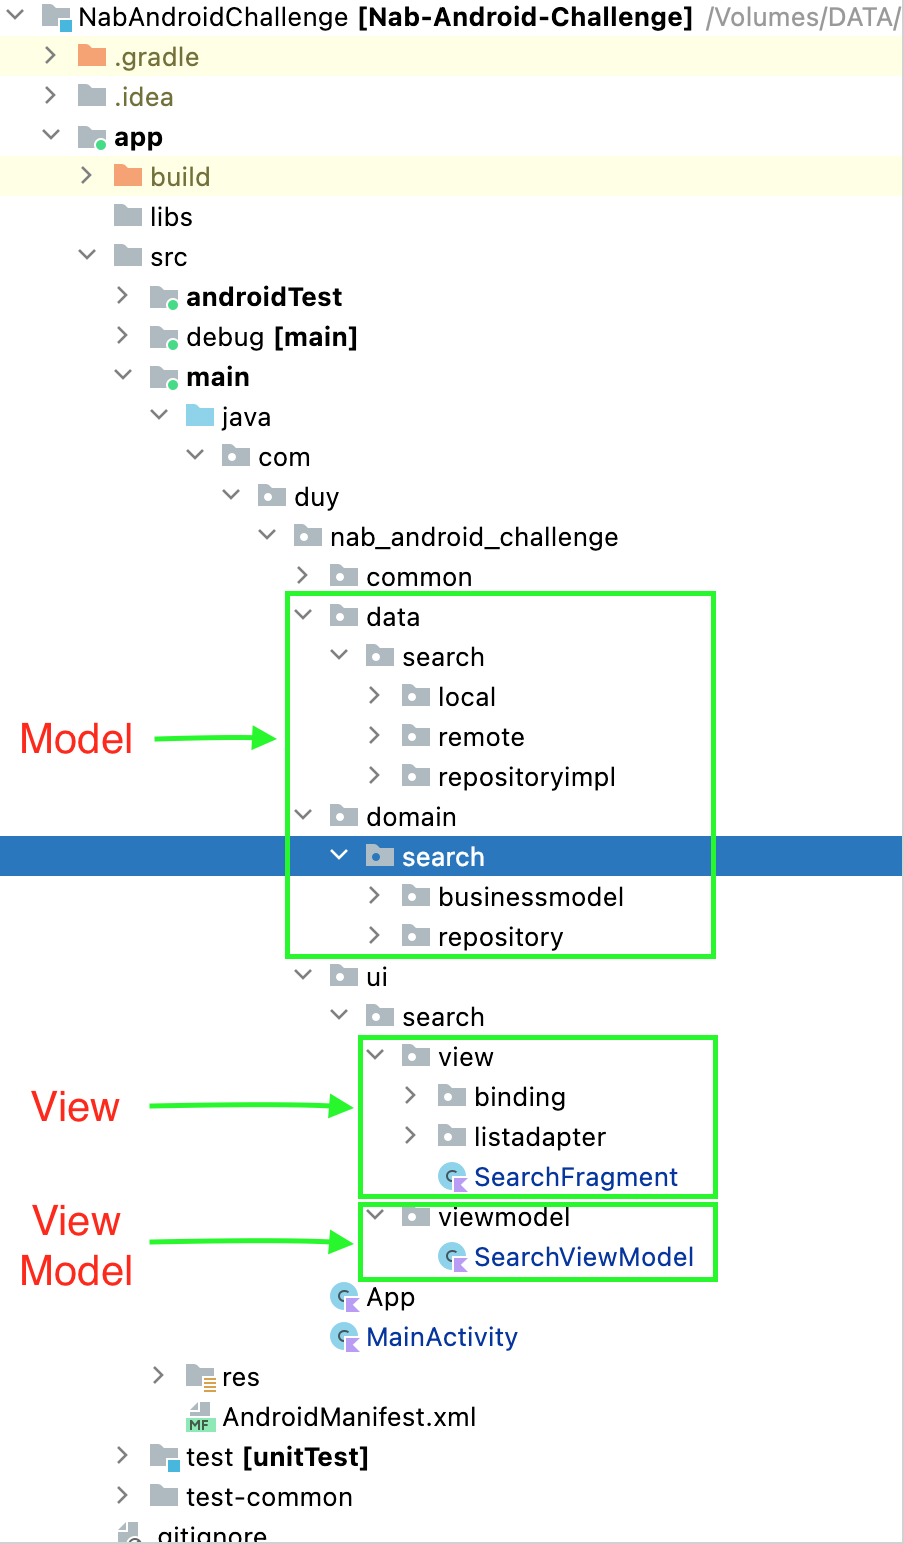 NabAndroidChallenge [Nab-Android-Challenge] /Volumes/DATA/
.gradle
.idea
app
build
libs
src
androidTest
debug [main]
main
java
com
duy
nab_android_challenge
common
data
search
local
remote
Model
repositoryimpl
domain
search
businessmodel
repository
ui
search
view
binding
View
listadapter
SearchFragment
viewmodel
View
Model
SearchViewModel
App
MainActivity
res
MF AndroidManifest.xml
test [unitTest]
test-common
.gitignore